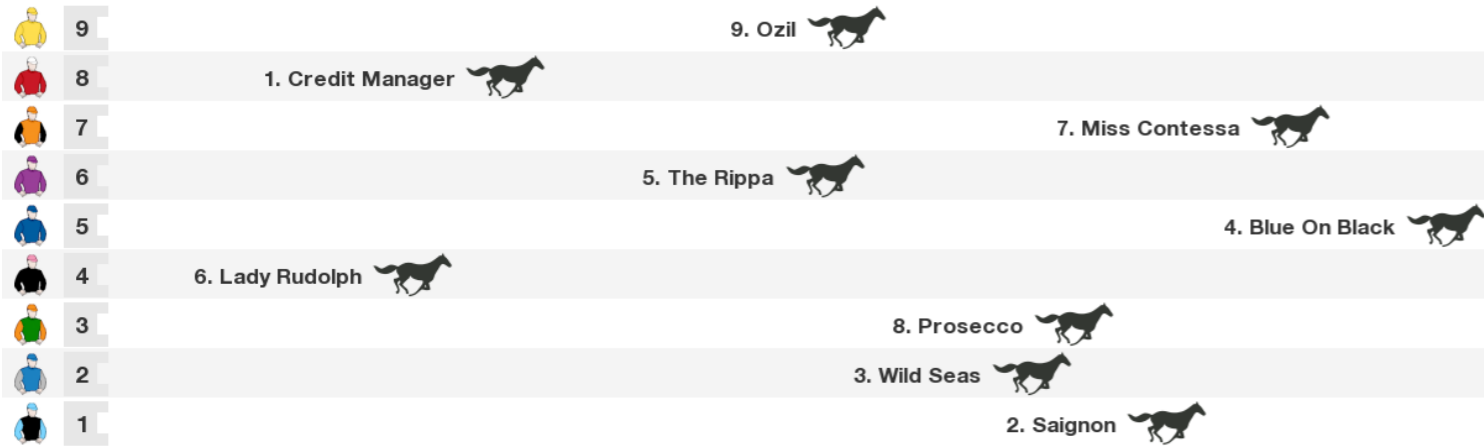 9 9. Ozil
8 1. Credit Manager
7 7. Miss Contessa
6 5. The Rippa
5 4. Blue On Black
4 6. Lady Rudolph
3 8. Prosecco
2 3. Wild Seas
1 2. Saignon